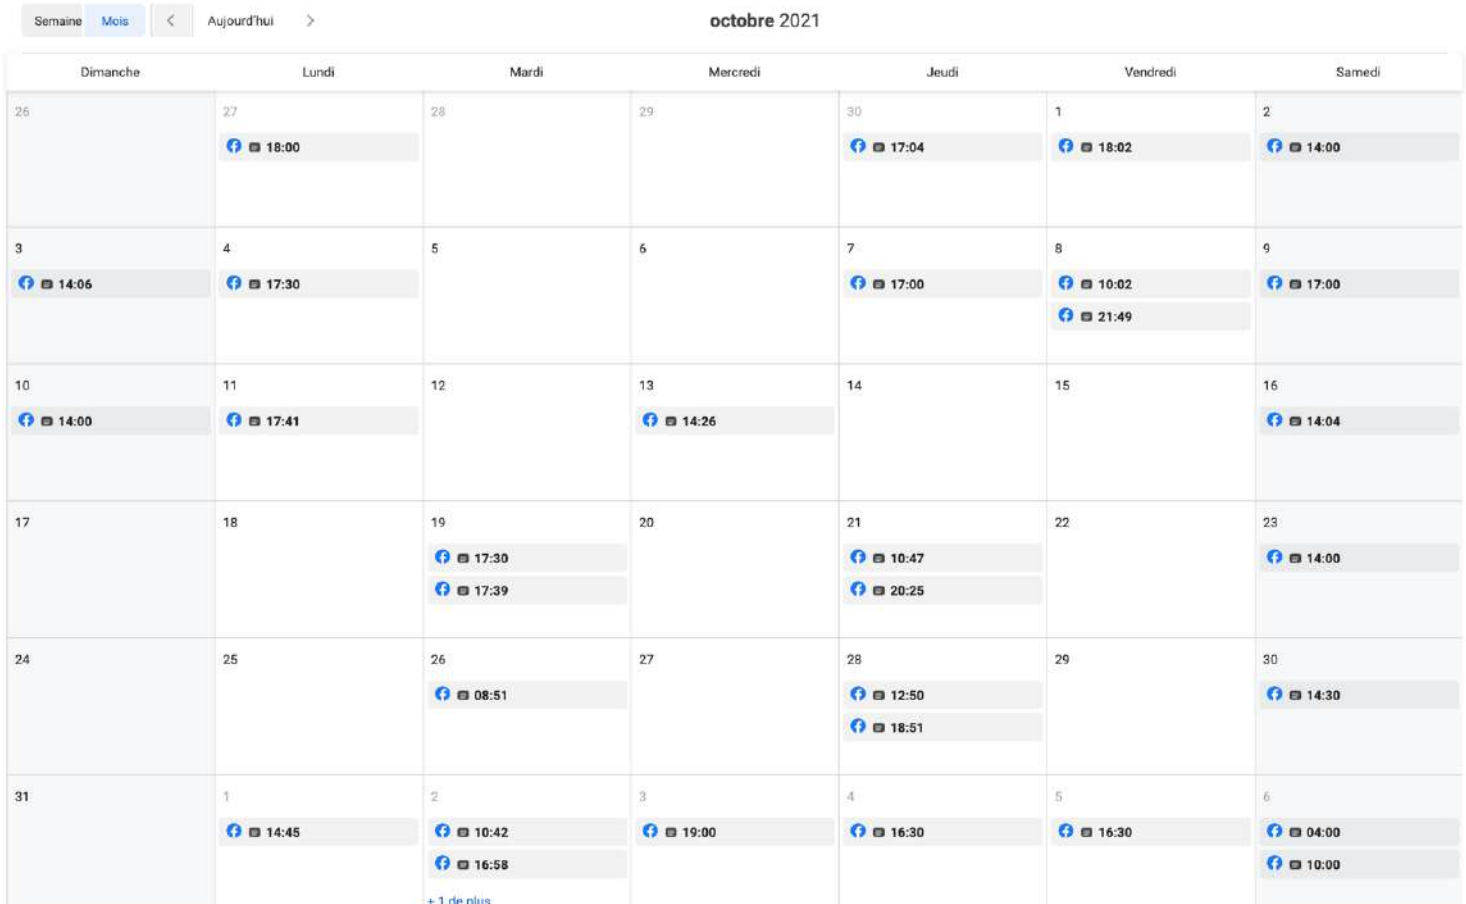 Semaine Mois Aujourd'hui octobre 2021
Dimanche Lundi Mardi Mercredi Jeudi Vendredi Samedi
26 27 28 29 30 1 2
18:00 17:04 18:02 14:00
3 4 5 6 7 8 9
14:06 17:30 17:00 10:02 17:00
21:49
10 11 12 13 14 15 16
14:00 17:41 14:26 14:04
17 18 19 20 21 22 23
17:30 10:47 14:00
17:39 20:25
24 25 26 27 28 29 30
08:51 12:50 14:30
18:51
31 1 2 3 4 5 6
14:45 10:42 19:00 16:30 16:30 04:00
16:58 10:00
+ 1 de plus